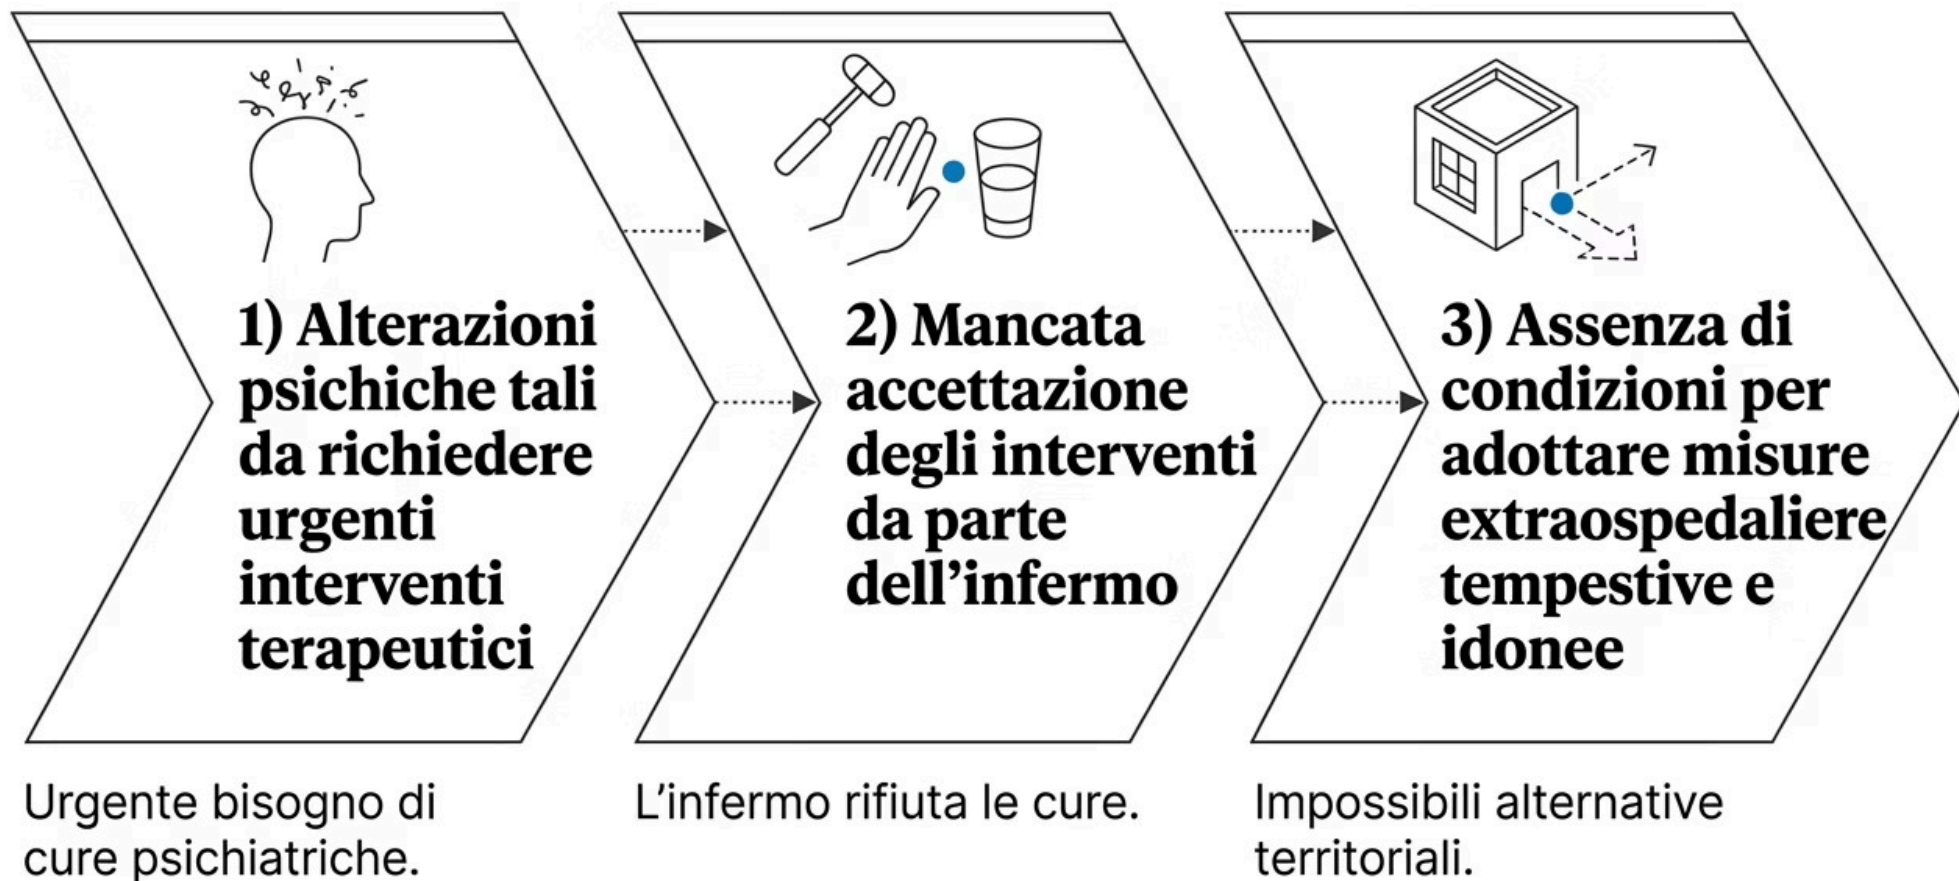 1) Alterazioni
psichiche tali
da richiedere
urgenti
interventi
terapeutici
Urgente bisogno di
cure psichiatriche.
2) Mancata
accettazione
degli interventi
da parte
dell’infermo
L’infermo rifiuta le cure.
3) Assenza di
condizioni per
adottare misure
extraospedaliere
tempestive e
idonee
Impossibili alternative
territoriali.